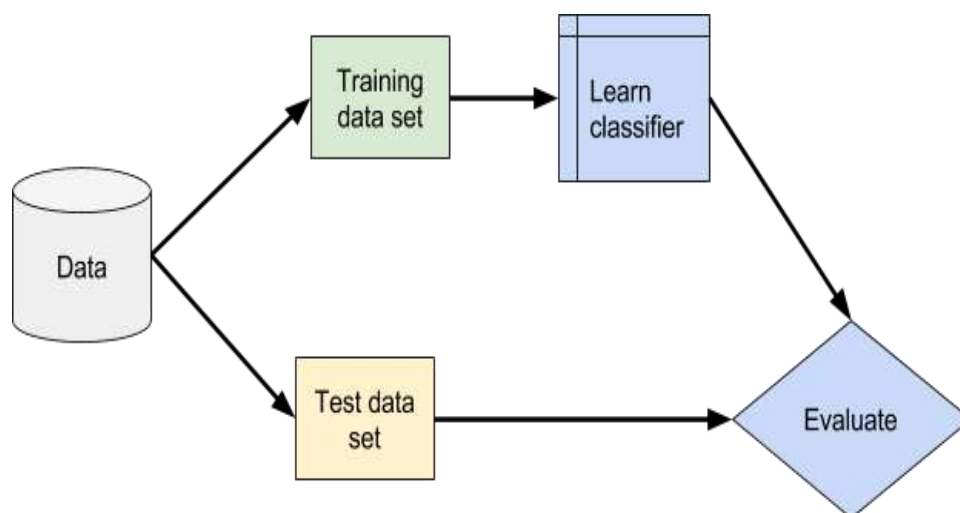 Training
data set
Learn
classifier
Data
Test data
set
Evaluate